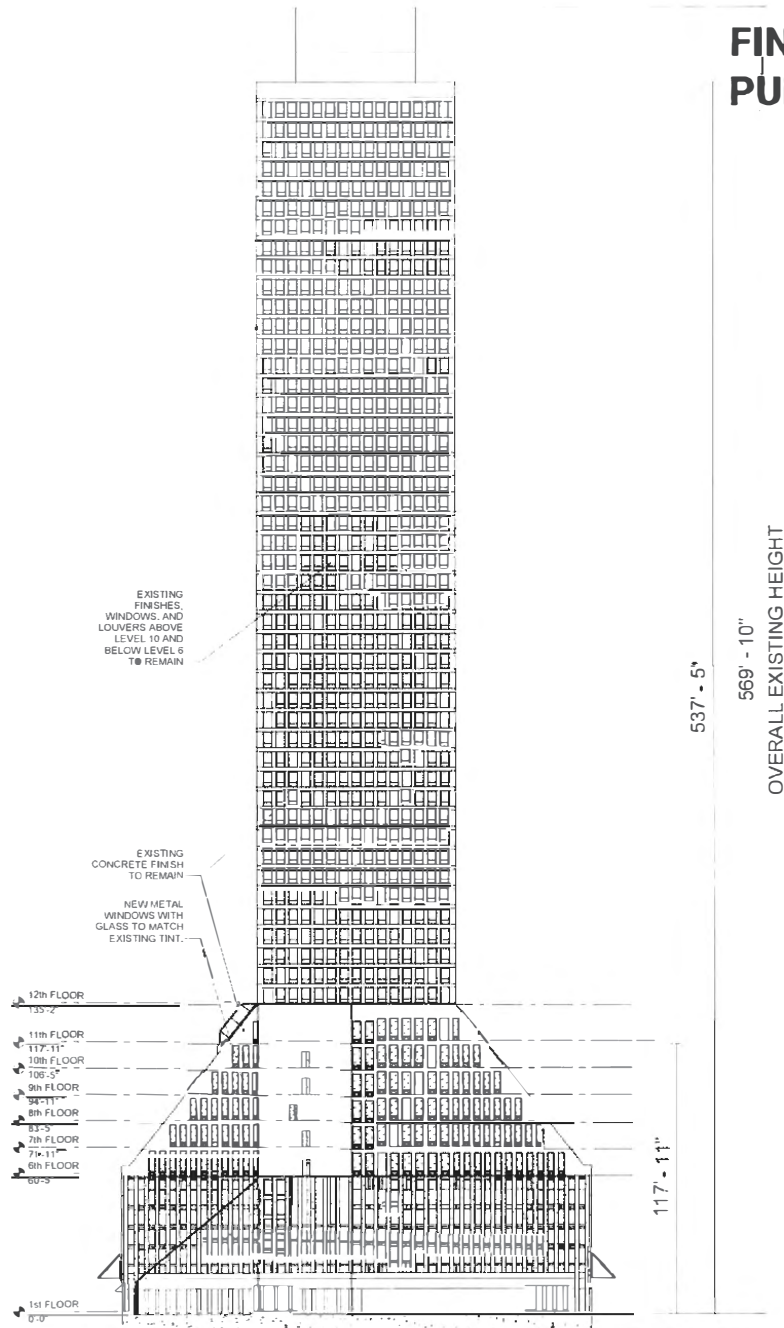 FIN
PU
EXISTING
FINISHES,
WINDOWS, AND
LOUVERS ABOVE
LEVEL 10 AND
BELOW LEVEL 6
TO REMAIN
537' - 5"
569' - 10"
OVERALL EXISTING HEIGHT
EXISTING
CONCRETE FINISH
TO REMAIN
NEW METAL
WINDOWS WITH
GLASS TO MATCH
EXISTING TINT.
12th FLOOR
135'-2"
11th FLOOR
117'-11"
10th FLOOR
106'-5"
9th FLOOR
94'-11"
8th FLOOR
83'-5"
7th FLOOR
71'-11"
6th FLOOR
60'-5"
117' - 11"
1st FLOOR
0'-0"